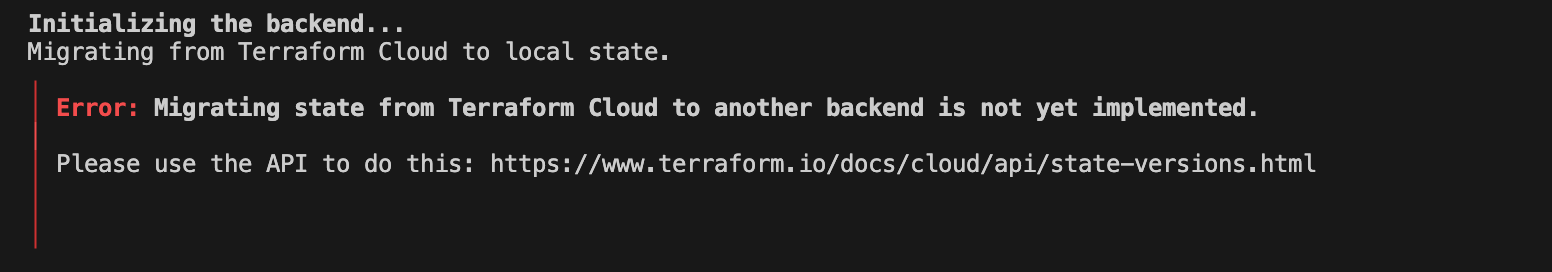 Initializing the backend...
Migrating from Terraform Cloud to local state.
Error: Migrating state from Terraform Cloud to another backend is not yet implemented.
Please use the API to do this: https://www.terraform.io/docs/cloud/api/state-versions.html